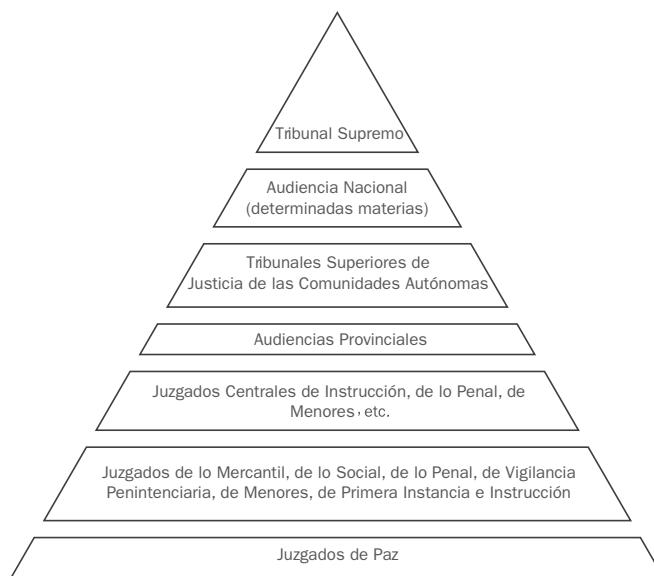 Tribunal Supremo
Audiencia Nacional
(determinadas materias)
Tribunales Superiores de
Justicia de las Comunidades Autónomas
Audiencias Provinciales
Juzgados Centrales de Instrucción, de lo Penal, de
Menores, etc.
Juzgados de lo Mercantil, de lo Social, de lo Penal, de Vigilancia
Penintenciaria, de Menores, de Primera Instancia e Instrucción
Juzgados de Paz